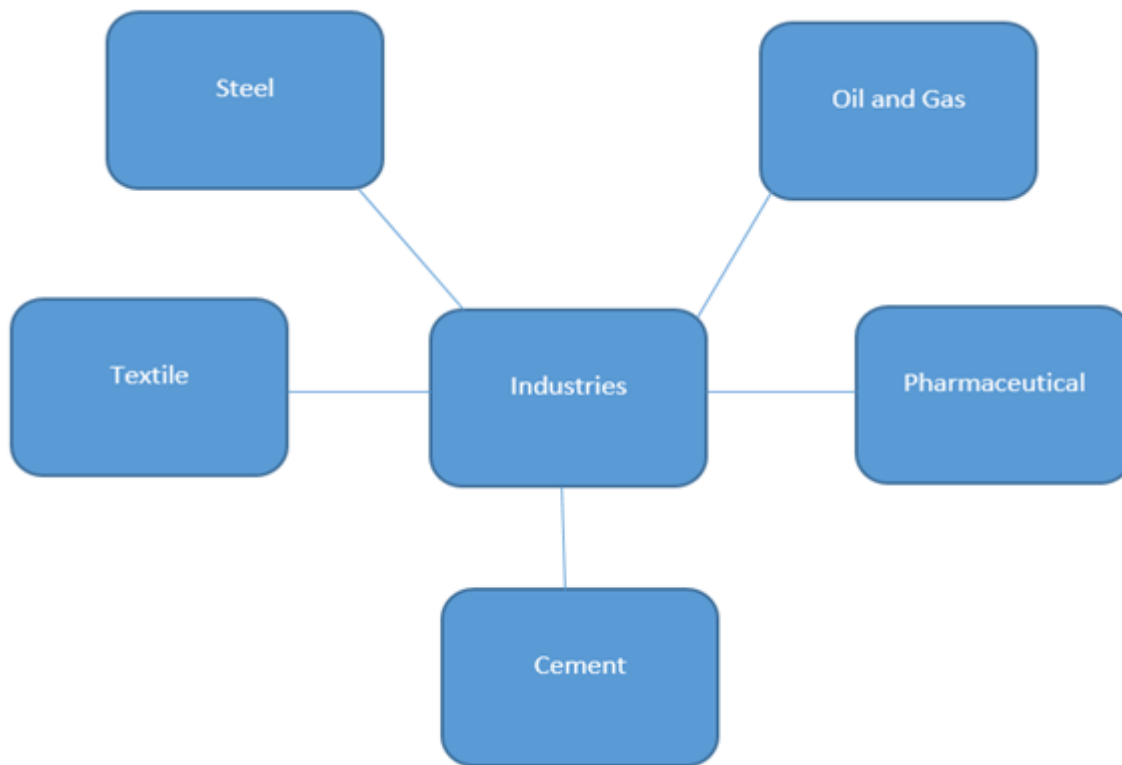 Steel
Oil and Gas
Textile
Industries
Pharmaceutical
Cement